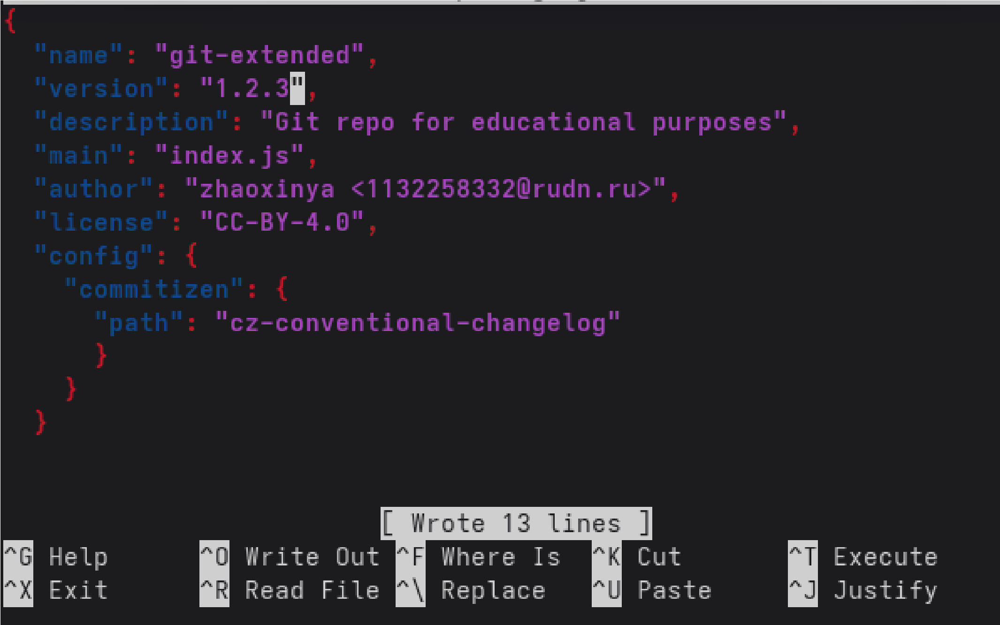 {
  "name": "git-extended",
  "version": "1.2.3",
  "description": "Git repo for educational purposes",
  "main": "index.js",
  "author": "zhaoxinya <1132258332@rudn.ru>",
  "license": "CC-BY-4.0",
  "config": {
    "commitizen": {
      "path": "cz-conventional-changelog"
      }
    }
  }
[ Wrote 13 lines ]
^G Help ^O Write Out ^F Where Is ^K Cut ^T Execute
^X Exit ^R Read File ^\ Replace ^U Paste ^J Justify